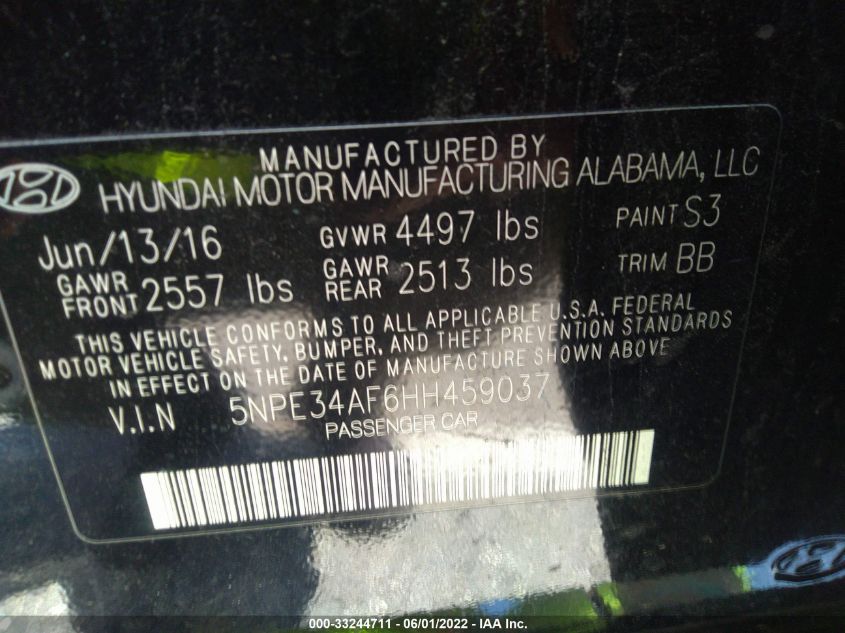 MANUFACTURED BY
HYUNDAI MOTOR MANUFACTURING ALABAMA, LLC
Jun/13/16 GVWR 4497 lbs PAINT S3
GAWR FRONT 2557 lbs GAWR REAR 2513 lbs TRIM BB
THIS VEHICLE CONFORMS TO ALL APPLICABLE U.S.A. FEDERAL
MOTOR VEHICLE SAFETY, BUMPER, AND THEFT PREVENTION STANDARDS
IN EFFECT ON THE DATE OF MANUFACTURE SHOWN ABOVE
V.I.N 5NPE34AF6HH459037
PASSENGER CAR
000-33244711 - 06/01/2022 - IAA Inc.